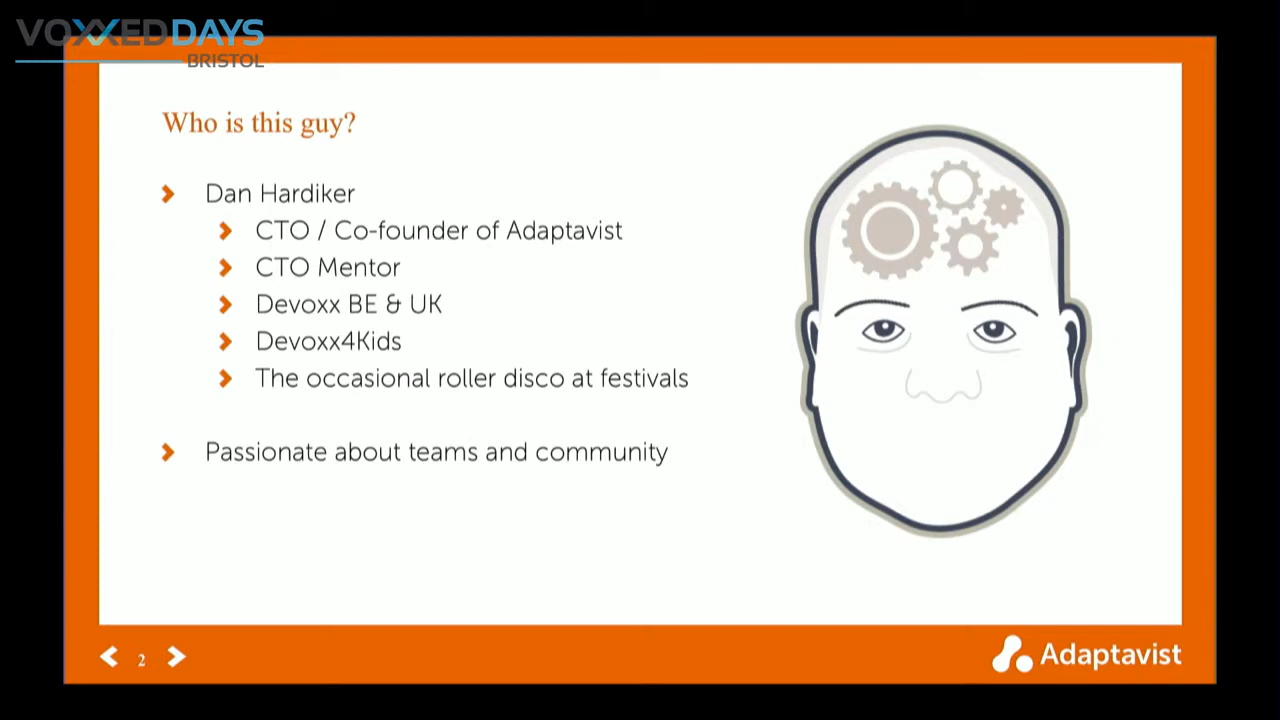 VOXXEDDAYS
BRISTOL
Who is this guy?
Dan Hardiker
CTO / Co-founder of Adaptavist
CTO Mentor
Devoxx BE & UK
Devoxx4Kids
The occasional roller disco at festivals
Passionate about teams and community
2
Adaptavist